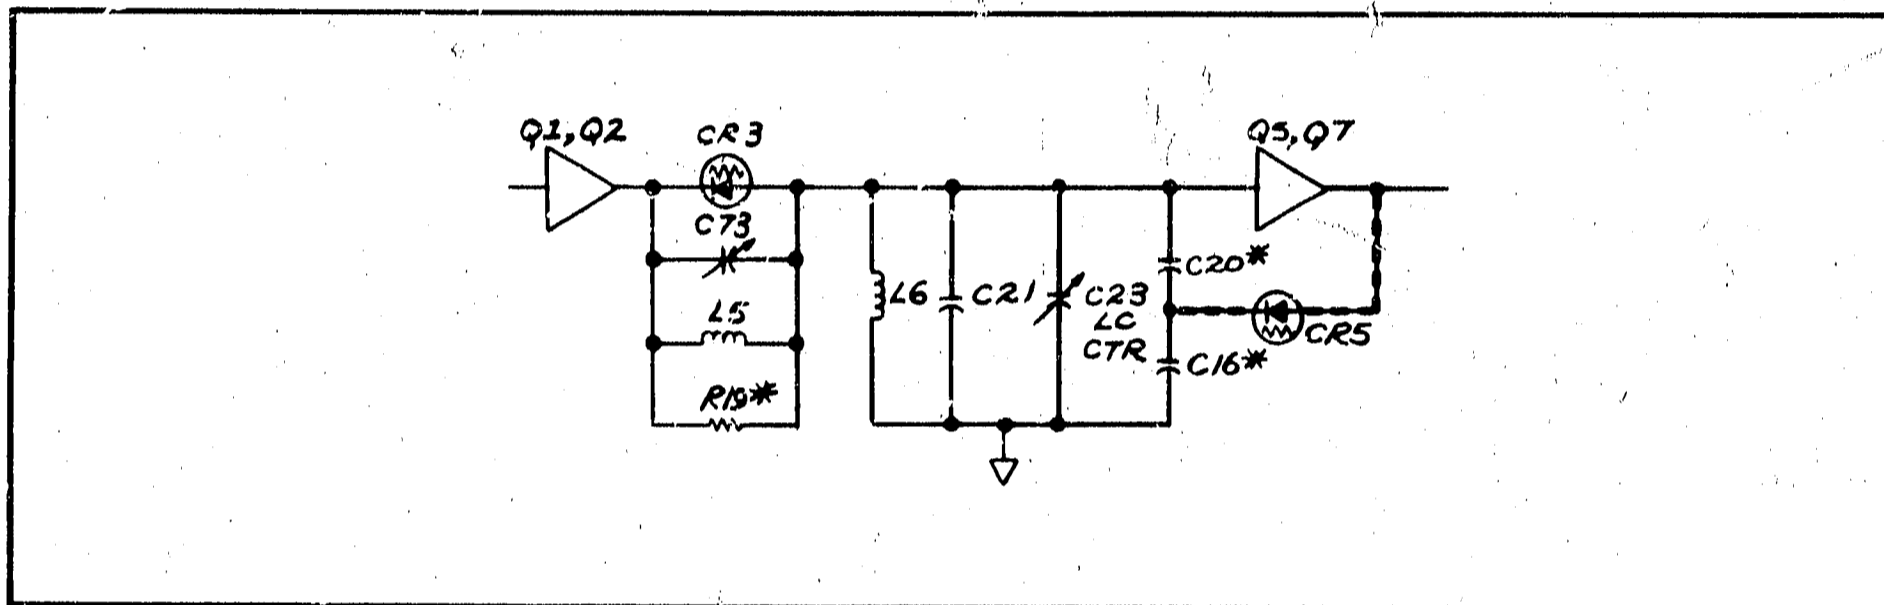 Q1, Q2
CR3
C73
L5
R19*
L6
C21
C23
LC
CTR
C20*
C16*
Q5, Q7
CR5